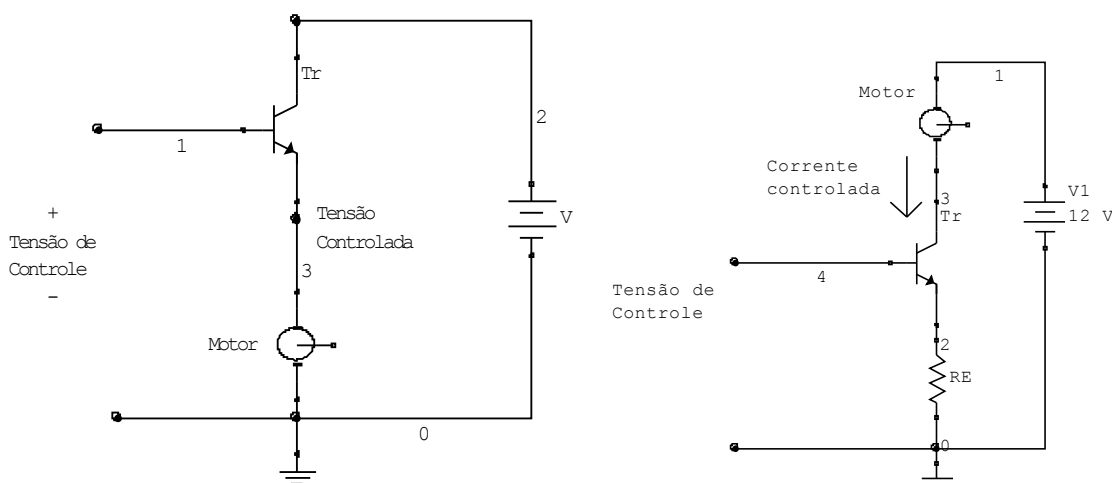 Tr
1
2
+
Tensão de
Controle
-
Tensão
Controlada
V
3
Motor
0
1
Motor
Corrente
controlada
3
Tr
V1
12 V
4
Tensão de
Controle
2
RE
0